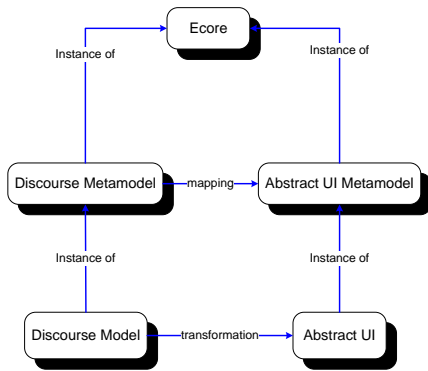 Ecore
Instance of
Instance of
Discourse Metamodel
mapping
Abstract UI Metamodel
Instance of
Instance of
Discourse Model
transformation
Abstract UI